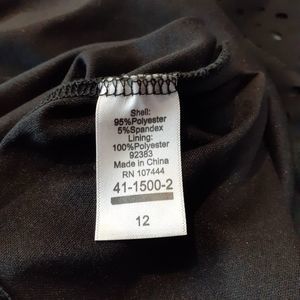 Shell:
95%Polyester
5%Spandex
Lining:
100%Polyester
92383
Made in China
RN 107444
41-1500-2
12